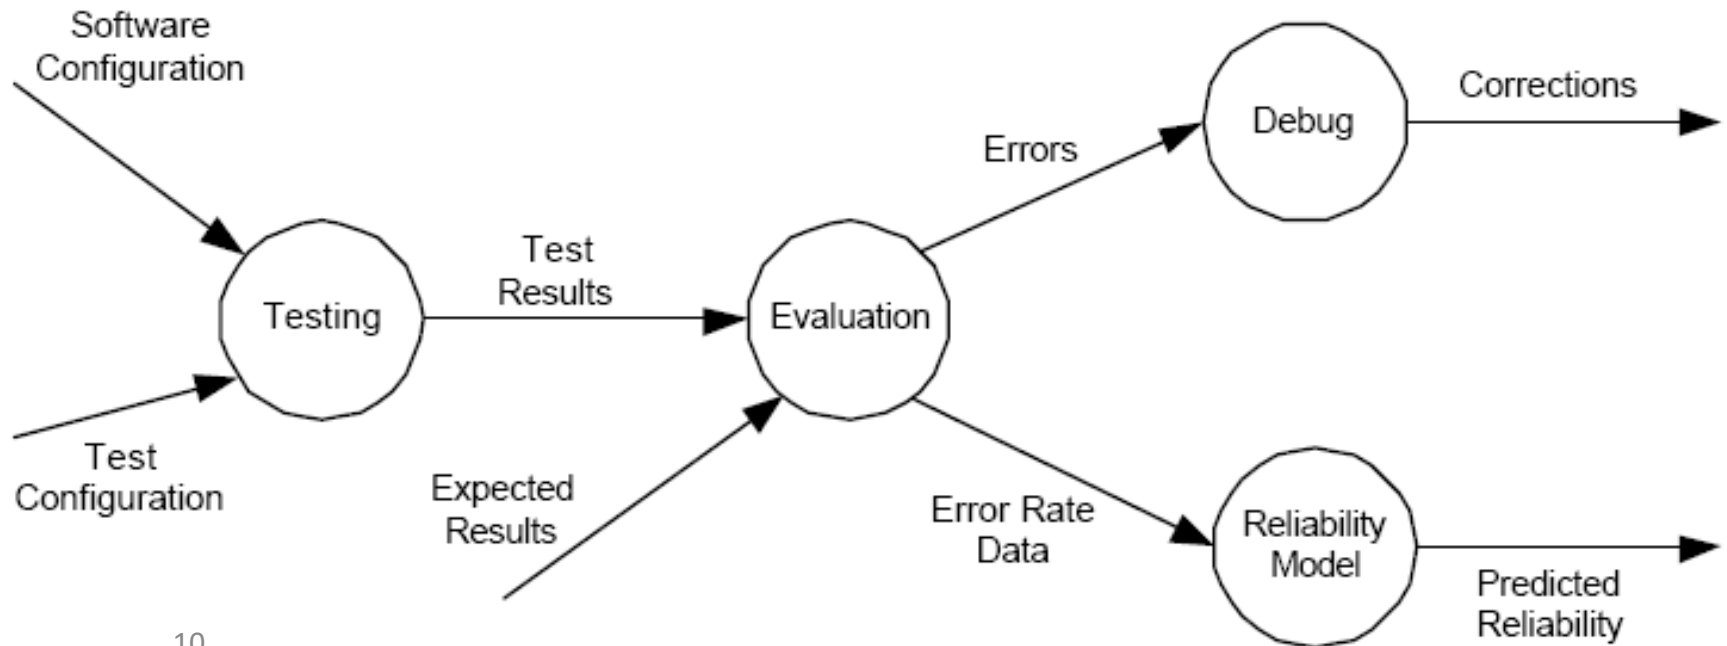 Software
Configuration
Testing
Test
Configuration
Test
Results
Expected
Results
Evaluation
Errors
Error Rate
Data
Debug
Corrections
Reliability
Model
Predicted
Reliability
10